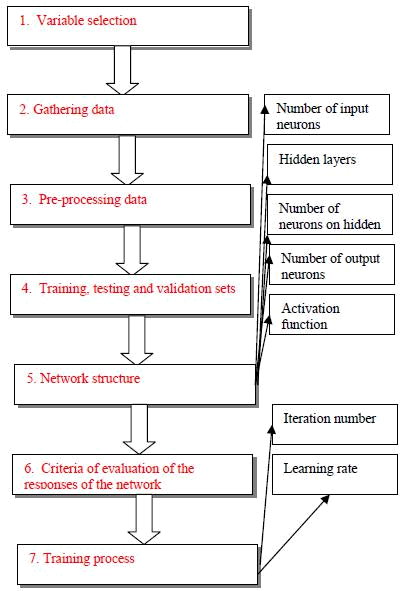 1. Variable selection
2. Gathering data
Number of input
neurons
Hidden layers
3. Pre-processing data
Number of
neurons on hidden
4. Training, testing and validation sets
Number of output
neurons
Activation
function
5. Network structure
Iteration number
6. Criteria of evaluation of the
responses of the network
Learning rate
7. Training process